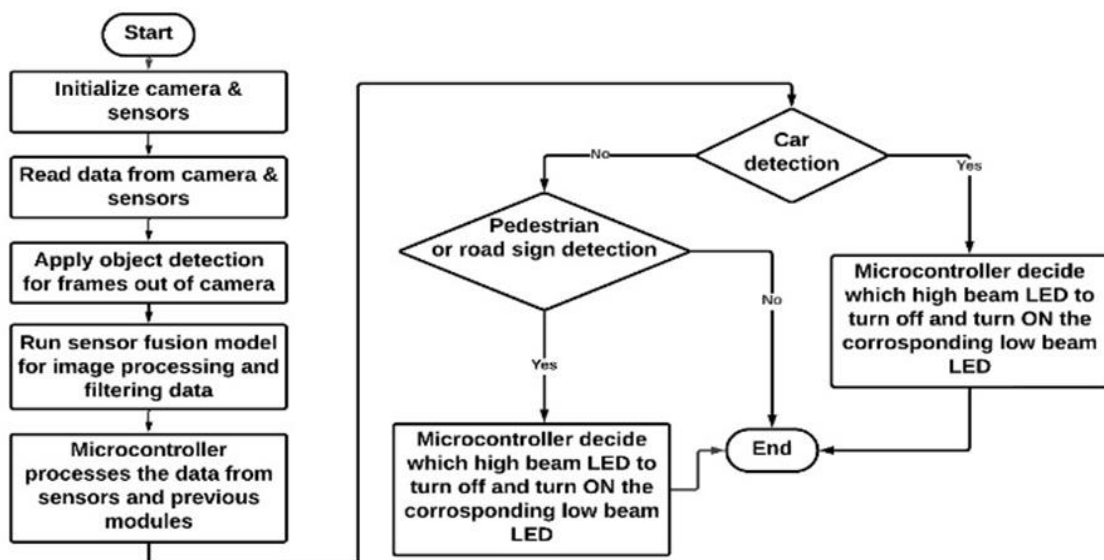 Start
Initialize camera &
sensors
Read data from camera &
sensors
Apply object detection
for frames out of camera
Run sensor fusion model
for image processing and
filtering data
Microcontroller
processes the data from
sensors and previous
modules
Car
detection
No
Yes
Pedestrian
or road sign detection
No
Yes
Microcontroller decide
which high beam LED to
turn off and turn ON the
corrosponding low beam
LED
Microcontroller decide
which high beam LED to
turn off and turn ON the
corrosponding low beam
LED
End